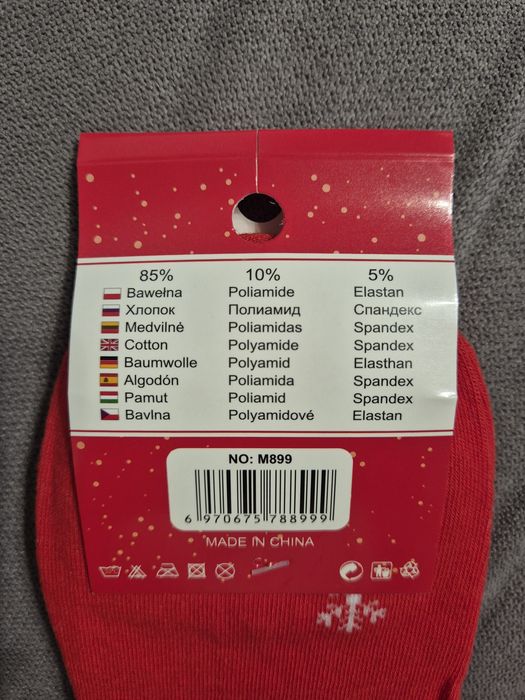 85% 10% 5%
Bawełna Poliamide Elastan
Хлопок Полиамид Спандекс
Medvilnė Poliamidas Spandex
Cotton Polyamide Spandex
Baumwolle Polyamid Elasthan
Algodón Poliamida Spandex
Pamut Poliamid Spandex
Bavlna Polyamidové Elastan
NO: M899
6 970675 788999
MADE IN CHINA